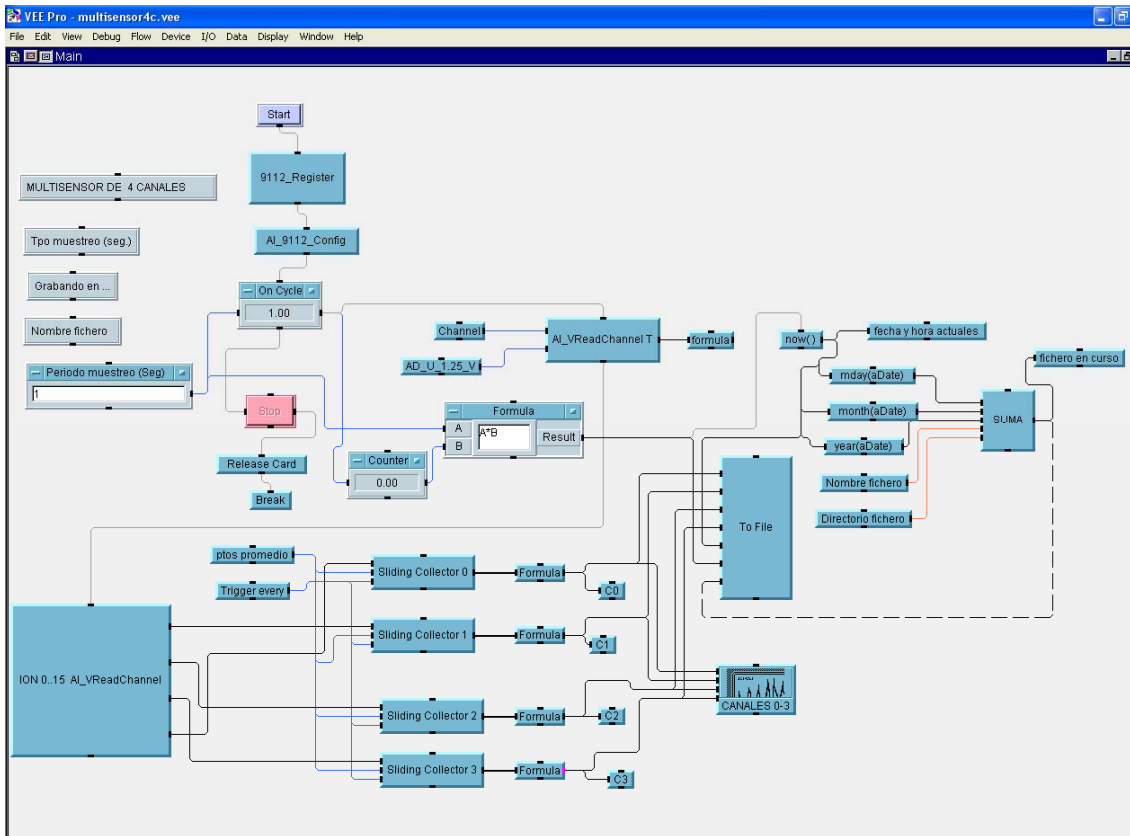 VEE Pro - multisensor4c.vee
File Edit View Debug Flow Device I/O Data Display Window Help
Main
Start
9112_Register
MULTISENSOR DE 4 CANALES
AI_9112_Config
Tpo muestreo (seg.)
Grabando en ...
On Cycle
1.00
Nombre fichero
Channel
AI_VReadChannel T
formula
now()
fecha y hora actuales
fichero en curso
AD_U_1.25_V
mday(aDate)
Periodo muestreo (Seg)
1
Stop
Formula
A
B
A*B
Result
month(aDate)
SUMA
year(aDate)
Release Card
Counter
0.00
Break
Nombre fichero
Directorio fichero
To File
ptos promedio
Trigger every
Sliding Collector 0
Formula
C0
Sliding Collector 1
Formula
C1
ION 0..15 AI_VReadChannel
Sliding Collector 2
Formula
C2
CANALES 0-3
Sliding Collector 3
Formula
C3